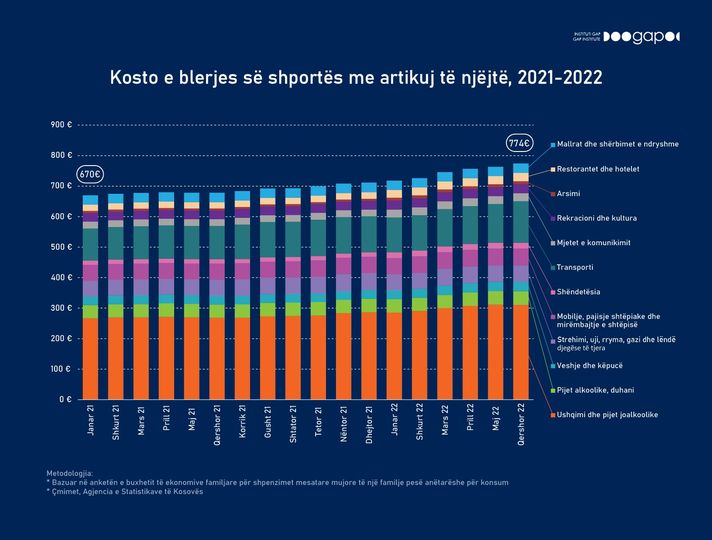 INSTITUTI GAP
GAP INSTITUTE
gap
Kosto e blerjes së shportës me artikuj të njëjtë, 2021-2022
900 €
800 €
700 €
600 €
500 €
400 €
300 €
200 €
100 €
0 €
670€
774€
Mallrat dhe shërbimet e ndryshme
Restorantet dhe hotelet
Arsimi
Rekracioni dhe kultura
Mjetet e komunikimit
Transporti
Shëndetësia
Mobilje, pajisje shtëpiake dhe
mirëmbajtje e shtëpisë
Strehimi, uji, rryma, gazi dhe lëndë
djegëse të tjera
Veshje dhe këpucë
Pijet alkoolike, duhani
Ushqimi dhe pijet joalkoolike
Janar 21
Shkurt 21
Mars 21
Prill 21
Maj 21
Qershor 21
Korrik 21
Gusht 21
Shtator 21
Tetor 21
Nëntor 21
Dhejtor 21
Janar 22
Shkurt 22
Mars 22
Prill 22
Maj 22
Qershor 22
Metodologjia:
* Bazuar në anketën e buxhetit të ekonomive familjare për shpenzimet mesatare mujore të një familje pesë anëtarëshe për konsum
* Çmimet, Agjencia e Statistikave të Kosovës